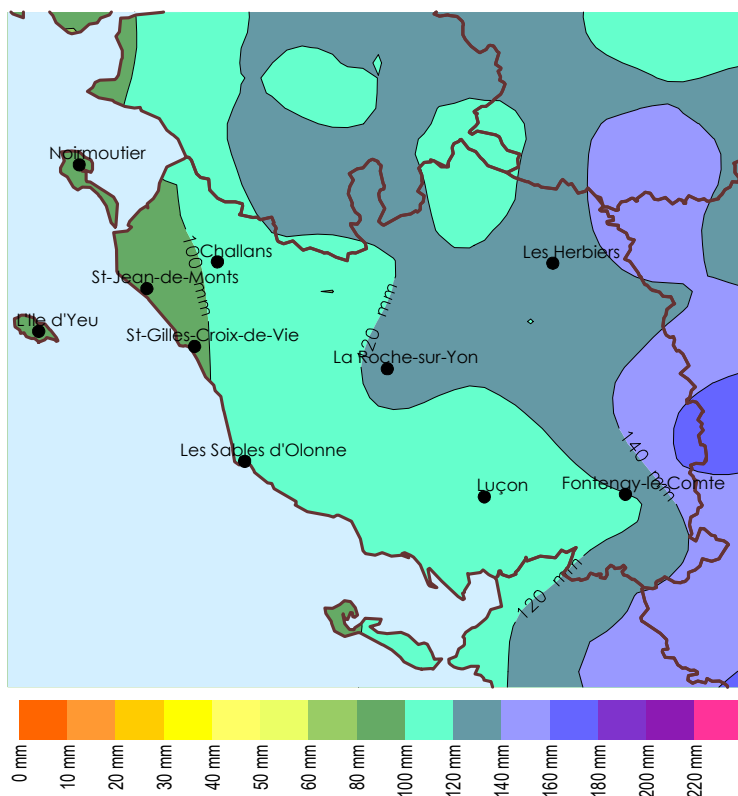 Noirmoutier
Challans
Les Herbiers
100 mm
St-Jean-de-Monts
L'Ile d'Yeu
St-Gilles-Croix-de-Vie
120 mm
La Roche-sur-Yon
Les Sables d'Olonne
140 mm
Luçon
Fontenay-le-Comte
120 mm
0 mm
10 mm
20 mm
30 mm
40 mm
50 mm
60 mm
80 mm
100 mm
120 mm
140 mm
160 mm
180 mm
200 mm
220 mm